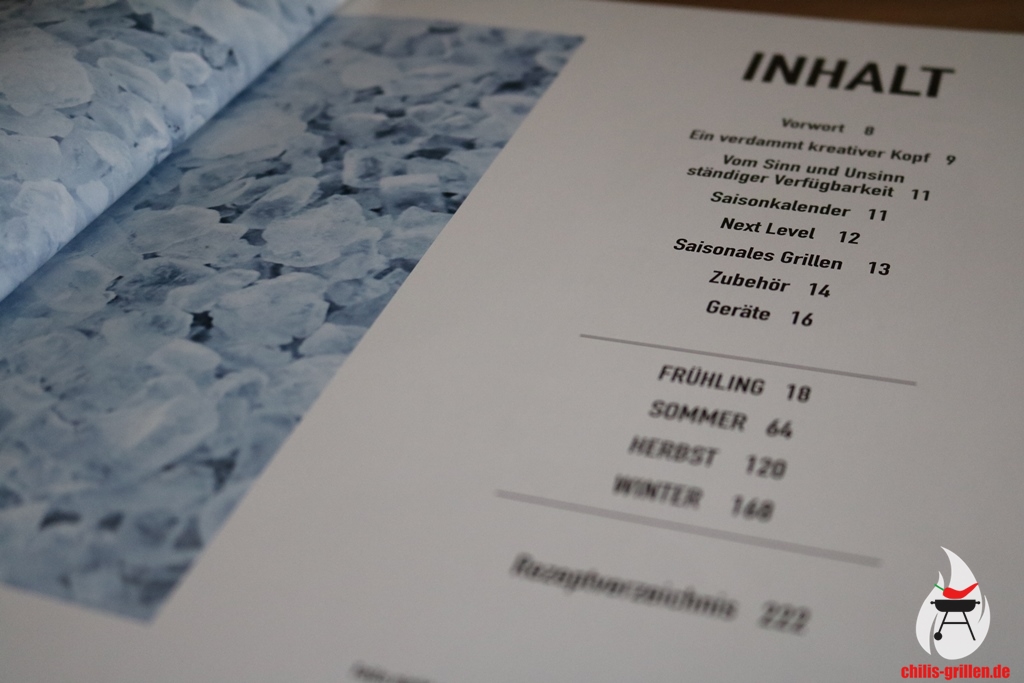 INHALT
Vorwort 8
Ein verdammt kreativer Kopf 9
Vom Sinn und Unsinn
ständiger Verfügbarkeit 11
Saisonkalender 11
Next Level 12
Saisonales Grillen 13
Zubehör 14
Geräte 16
FRÜHLING 18
SOMMER 64
HERBST 120
WINTER 168
Rezeptverzeichnis 222
chilis-grillen.de